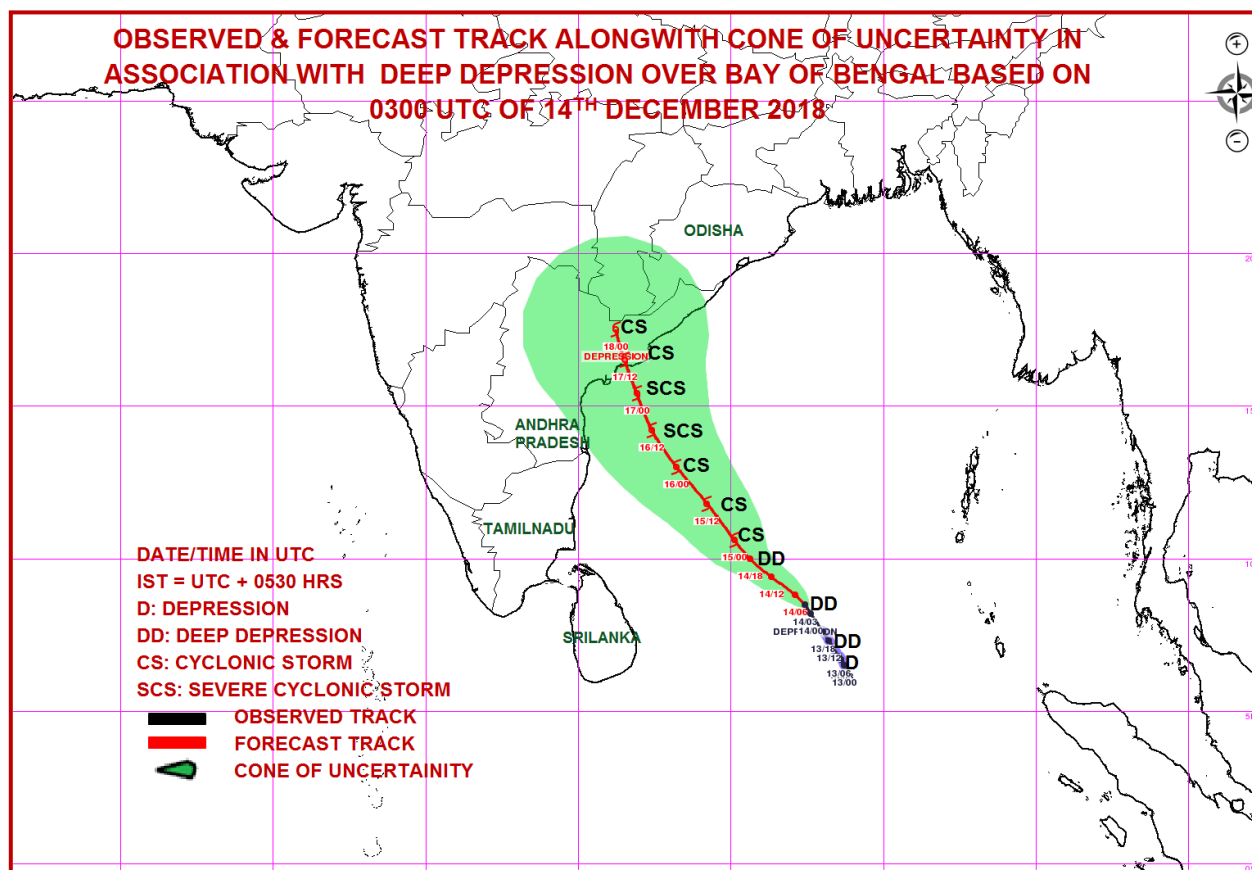 OBSERVED & FORECAST TRACK ALONGWITH CONE OF UNCERTAINTY IN
ASSOCIATION WITH DEEP DEPRESSION OVER BAY OF BENGAL BASED ON
0300 UTC OF 14TH DECEMBER 2018
ODISHA
20
CS
18/00
DEPRESSION
CS
17/12
SCS
17/00
15
ANDHRA
PRADESH
SCS
16/12
CS
16/00
CS
15/12
TAMILNADU
CS
15/00
DD
14/18
10
14/12
DD
14/06
14/03
14/00
SRILANKA
DD
13/18
13/12
D
13/06
13/00
DATE/TIME IN UTC
IST = UTC + 0530 HRS
D: DEPRESSION
DD: DEEP DEPRESSION
CS: CYCLONIC STORM
SCS: SEVERE CYCLONIC STORM
OBSERVED TRACK
FORECAST TRACK
CONE OF UNCERTAINITY